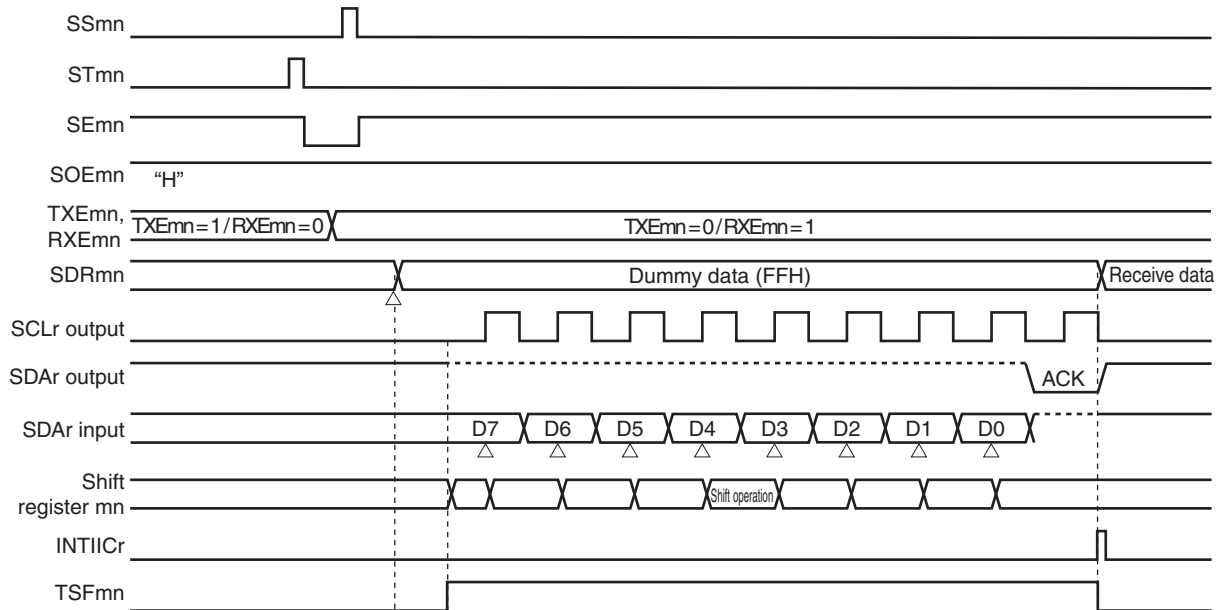 SSmn
STmn
SEmn
SOEmn “H”
TXEmn,
RXEmn
TXEmn=1/RXEmn=0 TXEmn=0/RXEmn=1
SDRmn Dummy data (FFH) Receive data
SCLr output
SDAr output ACK
SDAr input D7 D6 D5 D4 D3 D2 D1 D0
Shift
register mn
Shift operation
INTIICr
TSFmn